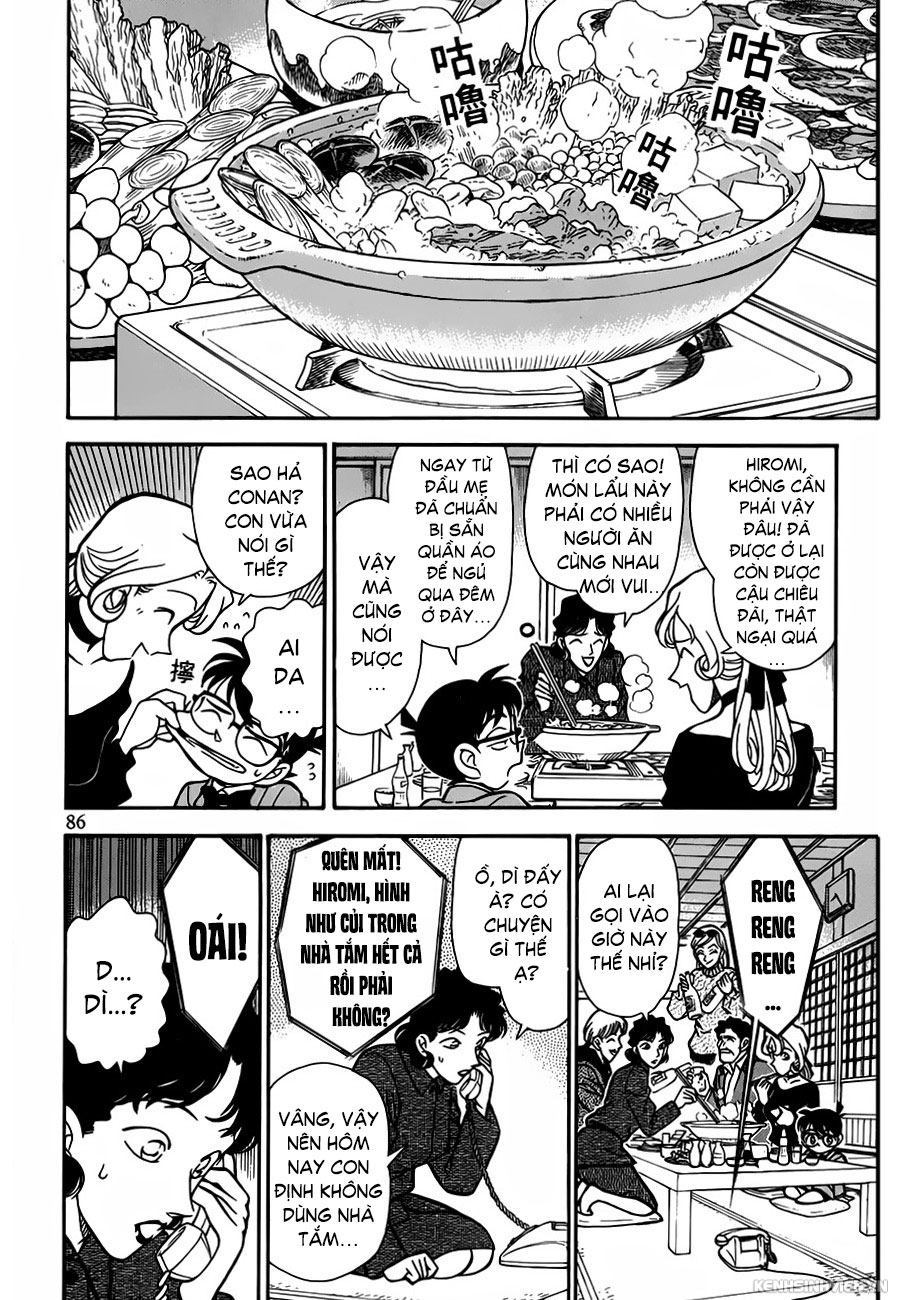 咕
嚕
咕
嚕
咕
嚕
HIROMI,
KHÔNG CẦN
PHẢI VẬY
ĐÂU! ĐÃ
ĐƯỢC Ở LẠI
CÒN ĐƯỢC
CẬU CHIÊU
ĐÃI, THẬT
NGẠI QUÁ
...
THÌ CÓ SAO!
MÓN LẨU NÀY
PHẢI CÓ NHIỀU
NGƯỜI ĂN
CÙNG NHAU
MỚI VUI...
NGAY TỪ
ĐẦU MẸ
ĐÃ CHUẨN
BỊ SẴN
QUẦN ÁO
ĐỂ NGỦ
QUA ĐÊM
Ở ĐÂY...
VẬY
MÀ
CŨNG
NÓI
ĐƯỢC
...
SAO HẢ
CONAN?
CON VỪA
NÓI GÌ
THẾ?
AI
DA
...
擰
86
RENG
RENG
RENG
...
AI LẠI
GỌI VÀO
GIỜ NÀY
THẾ NHỈ?
Ồ, DÌ ĐẤY
À? CÓ
CHUYỆN
GÌ THẾ
Ạ?
QUÊN MẤT!
HIROMI, HÌNH
NHƯ CỦI TRONG
NHÀ TẮM HẾT CẢ
RỒI PHẢI
KHÔNG?
VÂNG, VẬY
NÊN HÔM
NAY CON
ĐỊNH KHÔNG
DÙNG NHÀ
TẮM...
OÁI!
D...
DÌ...?